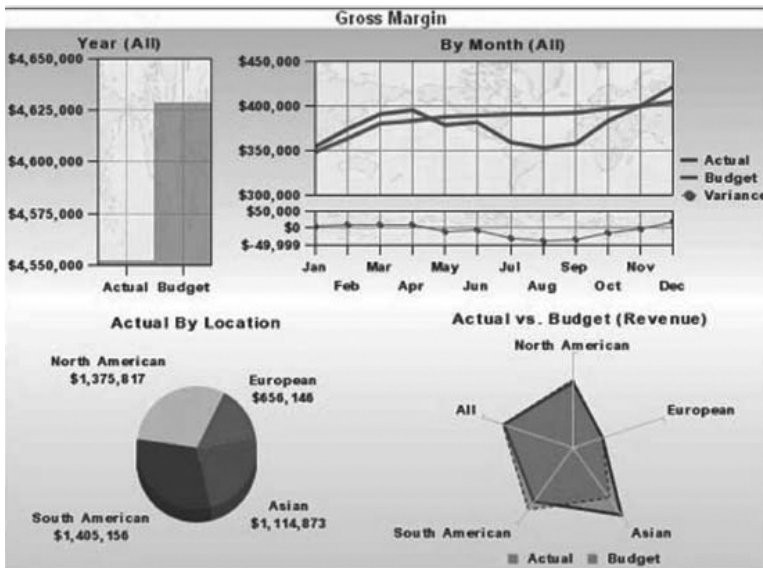 Gross Margin
Year (All)
$4,650,000
$4,625,000
$4,600,000
$4,575,000
$4,550,000
Actual Budget
By Month (All)
$450,000
$400,000
$350,000
$300,000
$50,000
$0
$-49,999
Jan Mar May Jul Sep Nov
Feb Apr Jun Aug Oct Dec
Actual
Budget
Variance
Actual By Location
North American
$1,375,817
European
$656,146
Asian
$1,114,873
South American
$1,405,156
Actual vs. Budget (Revenue)
North American
European
All
South American
Asian
Actual Budget